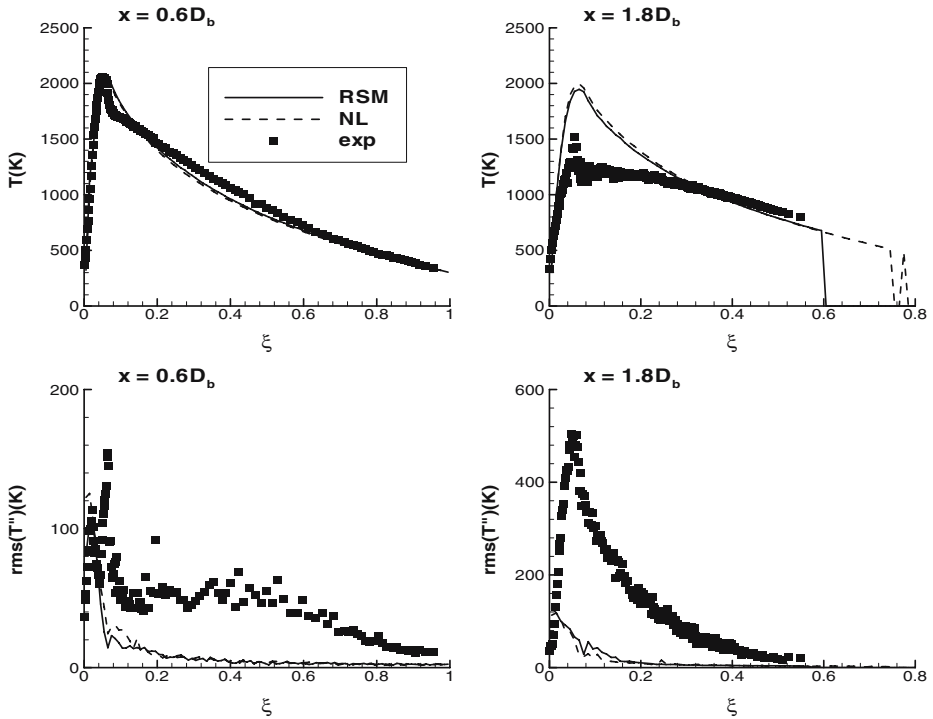 x = 0.6D_b
2500
2000
1500
1000
500
0
T(K)
0 0.2 0.4 0.6 0.8 1
ξ
RSM
NL
exp
x = 1.8D_b
2500
2000
1500
1000
500
0
T(K)
0 0.2 0.4 0.6 0.8
ξ
x = 0.6D_b
200
100
0
rms(T")(K)
0 0.2 0.4 0.6 0.8 1
ξ
x = 1.8D_b
600
400
200
0
rms(T")(K)
0 0.2 0.4 0.6 0.8
ξ